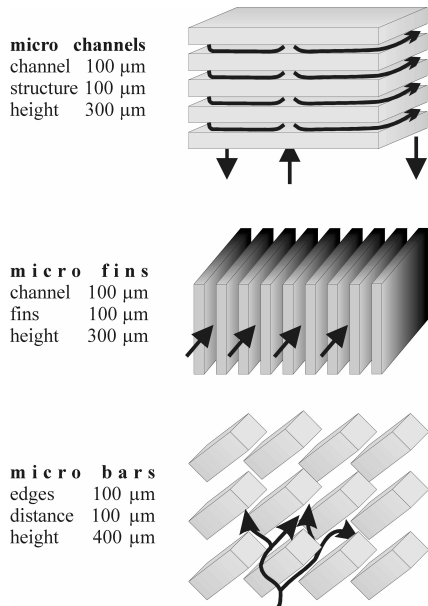 micro channels
channel 100 µm
structure 100 µm
height 300 µm
micro fins
channel 100 µm
fins 100 µm
height 300 µm
micro bars
edges 100 µm
distance 100 µm
height 400 µm